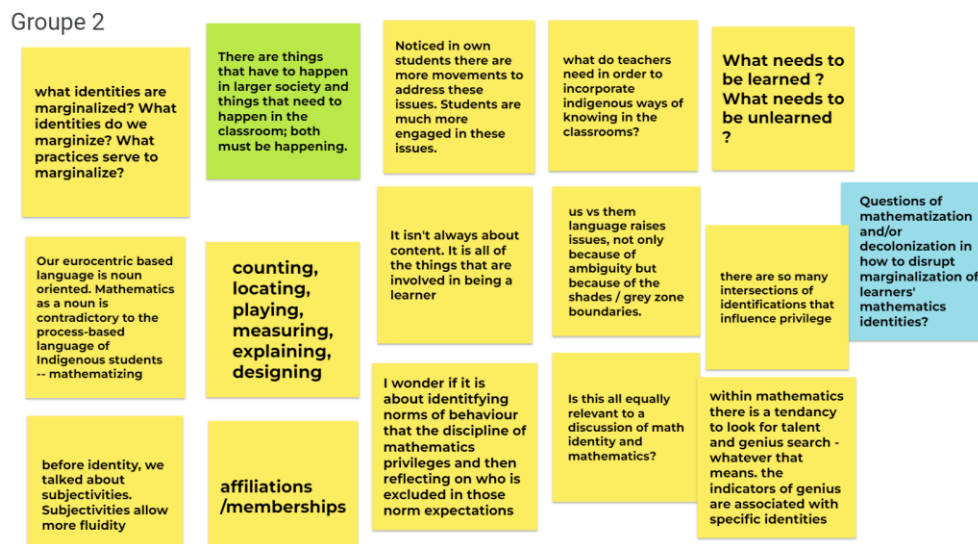 Groupe 2
what identities are
marginalized? What
identities do we
marginize? What
practices serve to
marginalize?
There are things
that have to happen
in larger society and
things that need to
happen in the
classroom; both
must be happening.
Noticed in own
students there are
more movements to
address these
issues. Students are
much more
engaged in these
issues.
what do teachers
need in order to
incorporate
indigenous ways of
knowing in the
classrooms?
What needs to
be learned ?
What needs to
be unlearned
?
Our eurocentric based
language is noun
oriented. Mathematics
as a noun is
contradictory to the
process-based
language of
Indigenous students
-- mathematizing
counting,
locating,
playing,
measuring,
explaining,
designing
It isn't always about
content. It is all of
the things that are
involved in being a
learner
us vs them
language raises
issues, not only
because of
ambiguity but
because of the
shades / grey zone
boundaries.
there are so many
intersections of
identifications that
influence privilege
Questions of
mathematization
and/or
decolonization in
how to disrupt
marginalization of
learners'
mathematics
identities?
before identity, we
talked about
subjectivities.
Subjectivities allow
more fluidity
affiliations
/memberships
I wonder if it is
about identitfying
norms of behaviour
that the discipline of
mathematics
privileges and then
reflecting on who is
excluded in those
norm expectations
Is this all equally
relevant to a
discussion of math
identity and
mathematics?
within mathematics
there is a tendancy
to look for talent
and genius search -
whatever that
means. the
indicators of genius
are associated with
specific identities